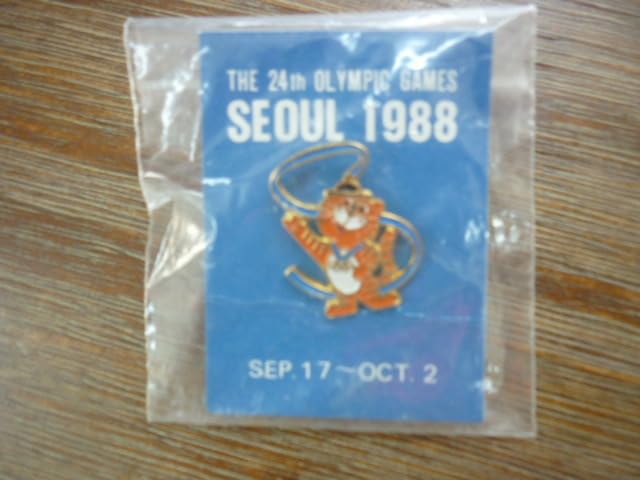 THE 24th OLYMPIC GAMES
SEOUL 1988
SEP. 17~OCT. 2